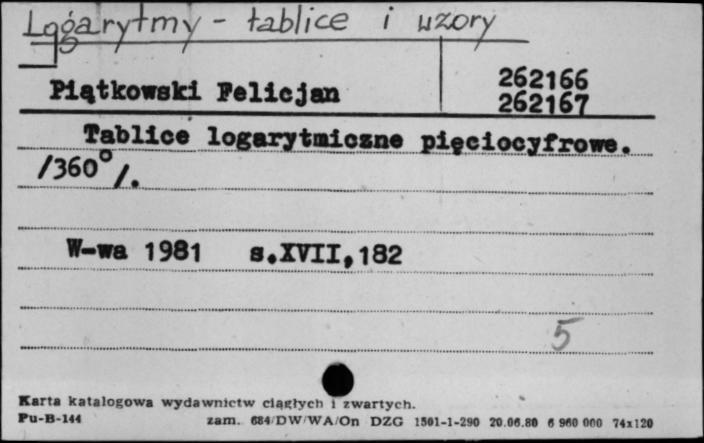 Logarytmy - tablice i wzory
Piątkowski Felicjan
262166
262167
Tablice logarytmiczne pięciocyfrowe.
/360°/.
W-wa 1981 s.XVII,182
5
Karta katalogowa wydawnictw ciągłych i zwartych.
Pu-B-144 zam. 684/DW/WA/On DZG 1501-1-290 20.06.80 6 960 000 74x120